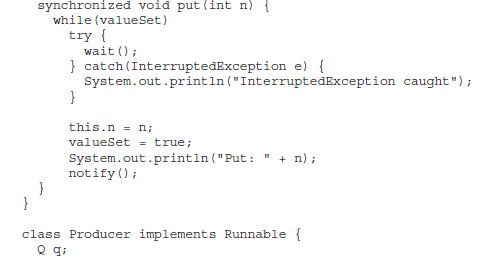 synchronized void put(int n) {
while(valueSet)
try {
wait();
} catch(InterruptedException e) {
System.out.println("InterruptedException caught");
}
this.n = n;
valueSet = true;
System.out.println("Put: " + n);
notify();
}
}
class Producer implements Runnable {
Q q;